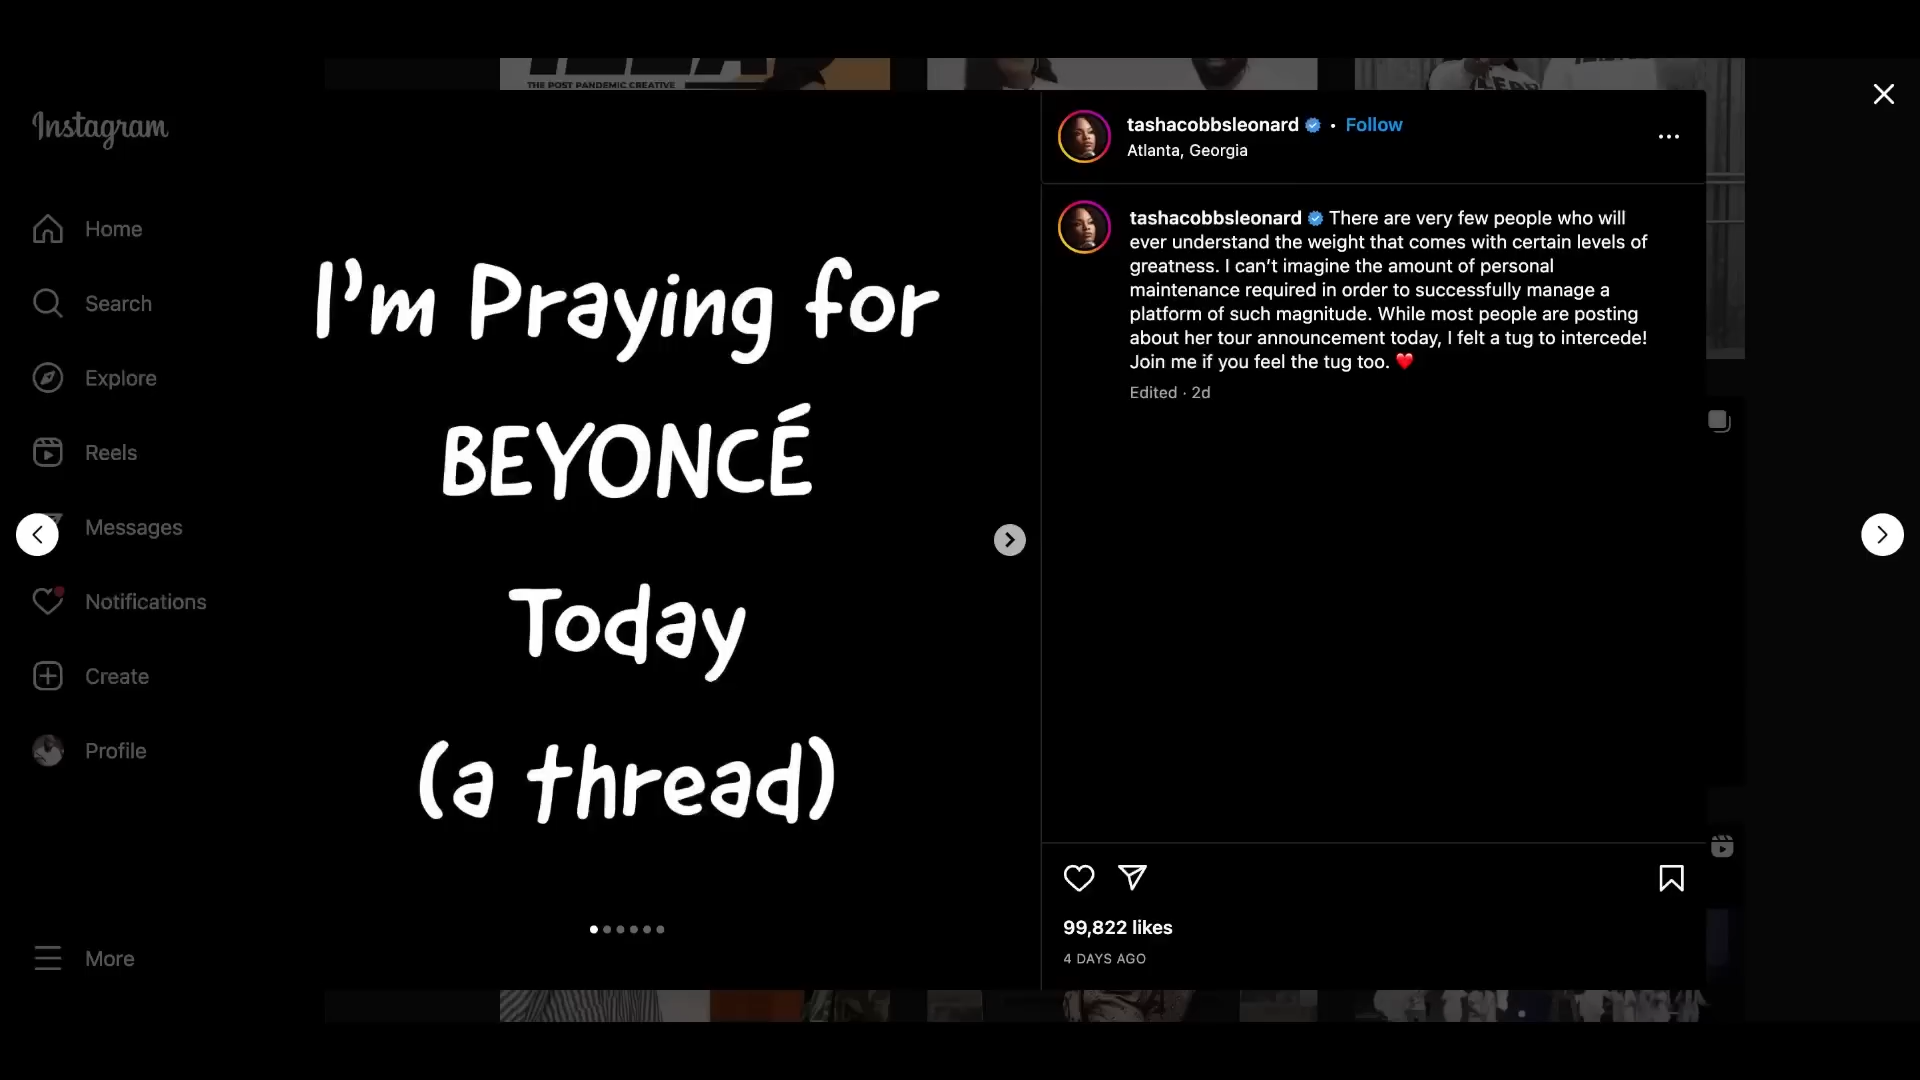 THE POST PANDEMIC CREATIVE
Instagram
Home
Search
Explore
Reels
Messages
Notifications
Create
Profile
More
I'm Praying for
BEYONCÉ
Today
(a thread)
tashacobbsleonard • Follow
Atlanta, Georgia
tashacobbsleonard There are very few people who will
ever understand the weight that comes with certain levels of
greatness. I can't imagine the amount of personal
maintenance required in order to successfully manage a
platform of such magnitude. While most people are posting
about her tour announcement today, I felt a tug to intercede!
Join me if you feel the tug too. ❤️
Edited · 2d
99,822 likes
4 DAYS AGO